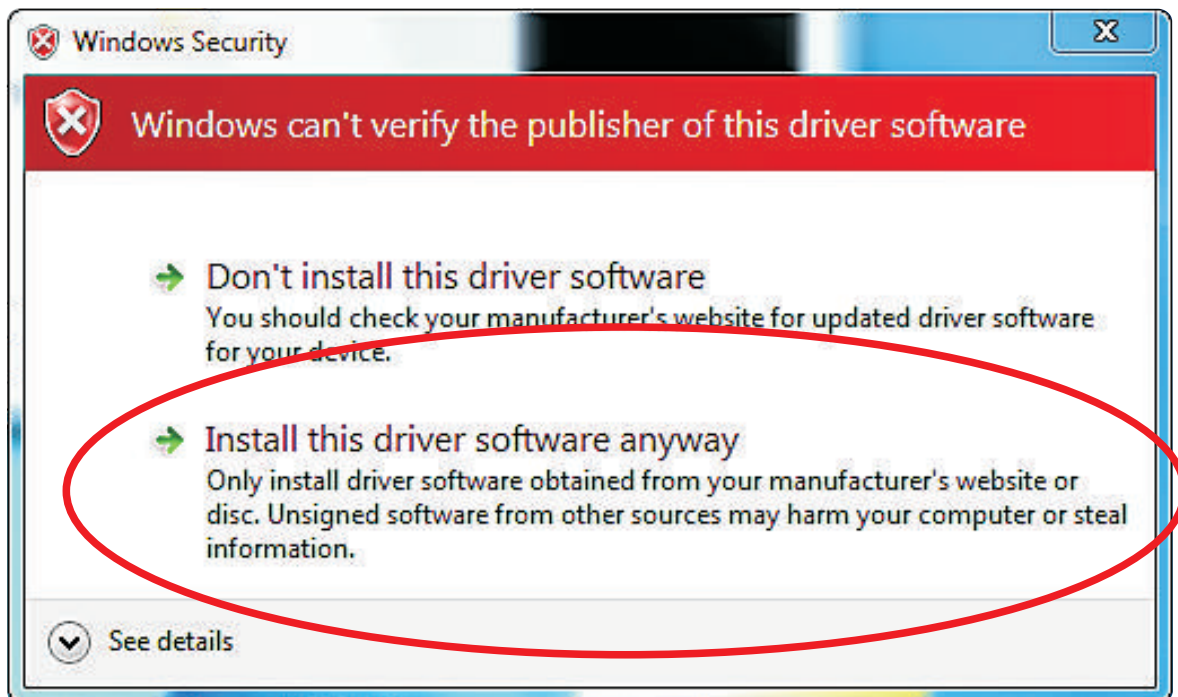 Windows Security
X
Windows can't verify the publisher of this driver software
Don't install this driver software
You should check your manufacturer's website for updated driver software
for your device.
Install this driver software anyway
Only install driver software obtained from your manufacturer's website or
disc. Unsigned software from other sources may harm your computer or steal
information.
See details